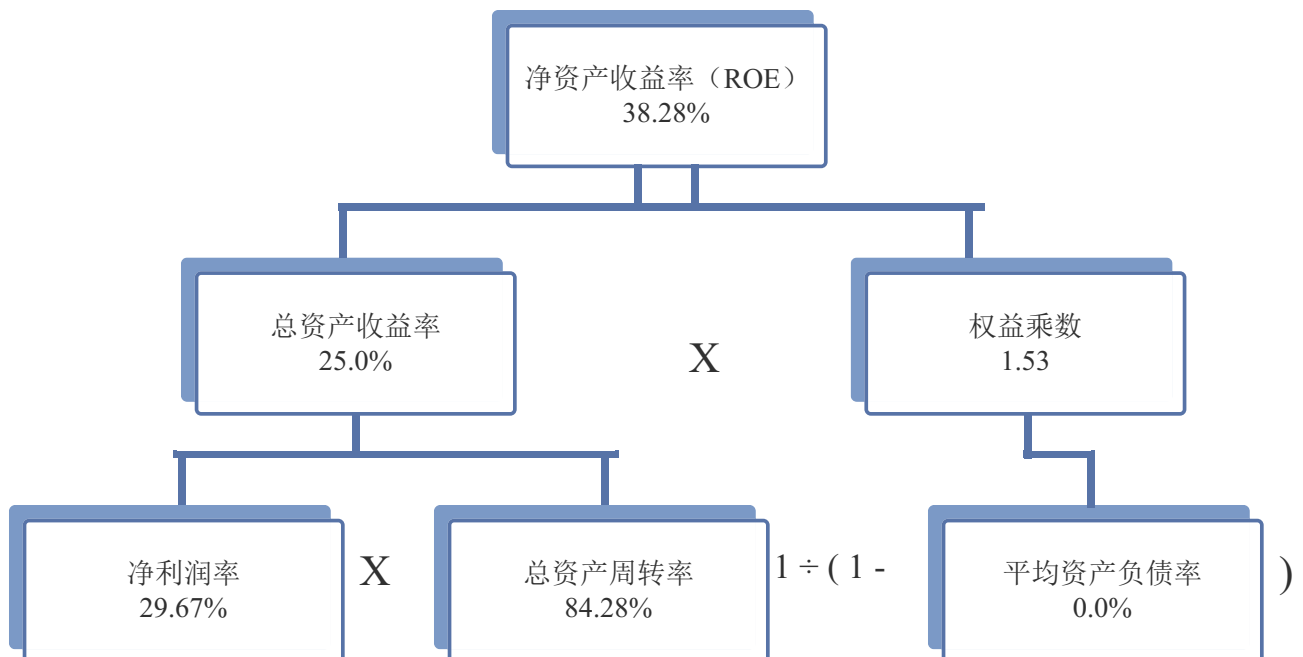 净资产收益率（ROE）
38.28%
总资产收益率
25.0%
X
权益乘数
1.53
净利润率
29.67%
X
总资产周转率
84.28%
1 ÷ ( 1 -
平均资产负债率
0.0%
)